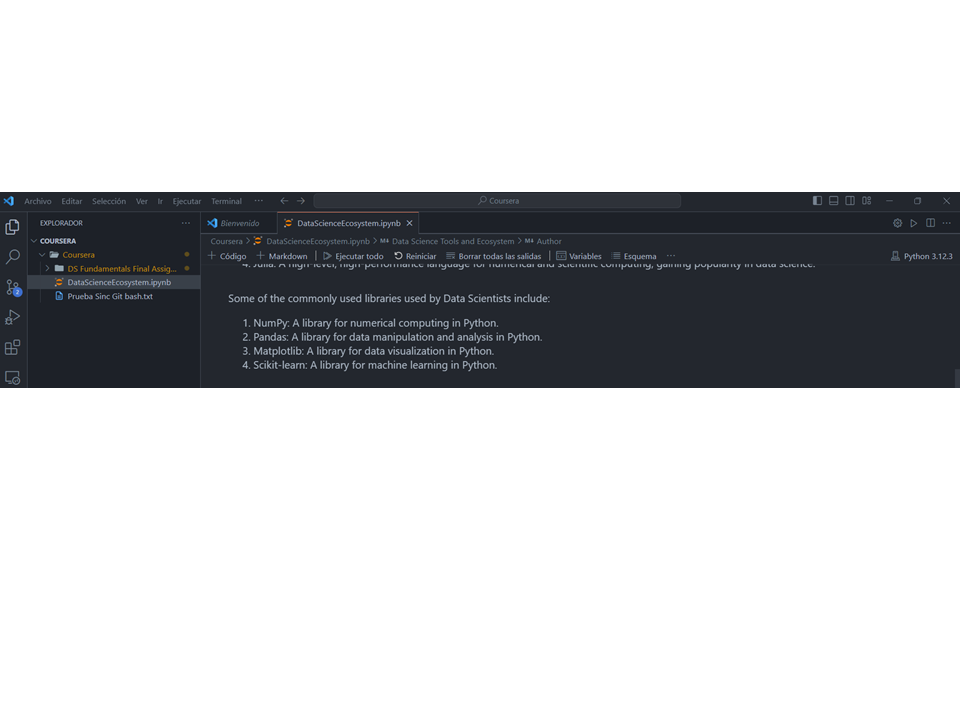 Archivo Editar Selección Ver Ir Ejecutar Terminal ··· Coursera
EXPLORADOR ···
COURSERA
Coursera
DS Fundamentals Final Assig...
DataScienceEcosystem.ipynb
Prueba Sinc Git bash.txt
2
Bienvenido DataScienceEcosystem.ipynb
Coursera > DataScienceEcosystem.ipynb > M↓ Data Science Tools and Ecosystem > M↓ Author
+ Código + Markdown Ejecutar todo Reiniciar Borrar todas las salidas Variables Esquema ··· Python 3.12.3
4. Julia: A high-level, high-performance language for numerical and scientific computing, gaining popularity in data science.
Some of the commonly used libraries used by Data Scientists include:
1. NumPy: A library for numerical computing in Python.
2. Pandas: A library for data manipulation and analysis in Python.
3. Matplotlib: A library for data visualization in Python.
4. Scikit-learn: A library for machine learning in Python.